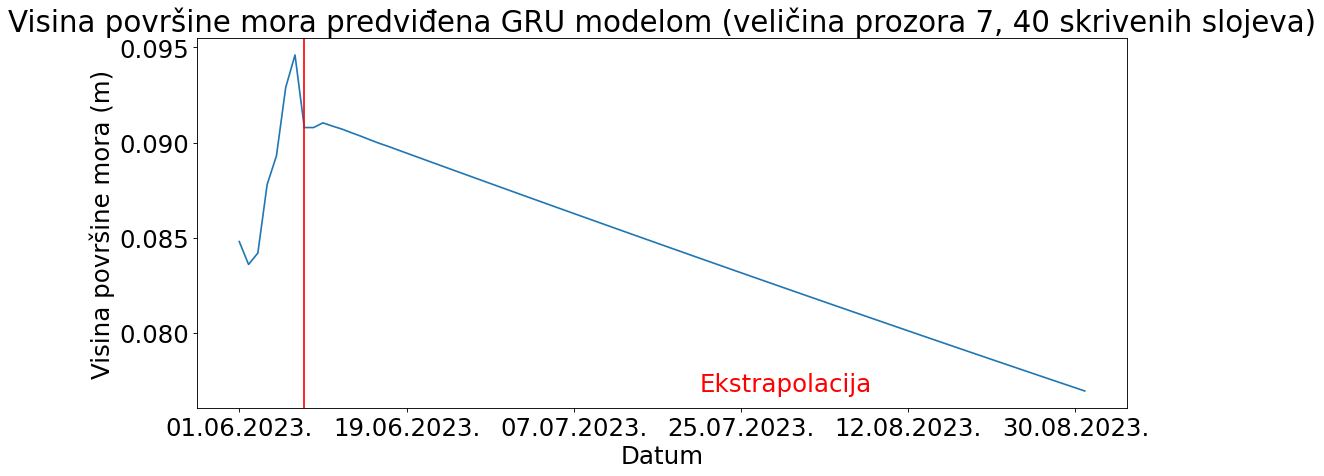 Visina površine mora predviđena GRU modelom (veličina prozora 7, 40 skrivenih slojeva)
Visina površine mora (m)
0.095
0.090
0.085
0.080
Ekstrapolacija
01.06.2023. 19.06.2023. 07.07.2023. 25.07.2023. 12.08.2023. 30.08.2023.
Datum